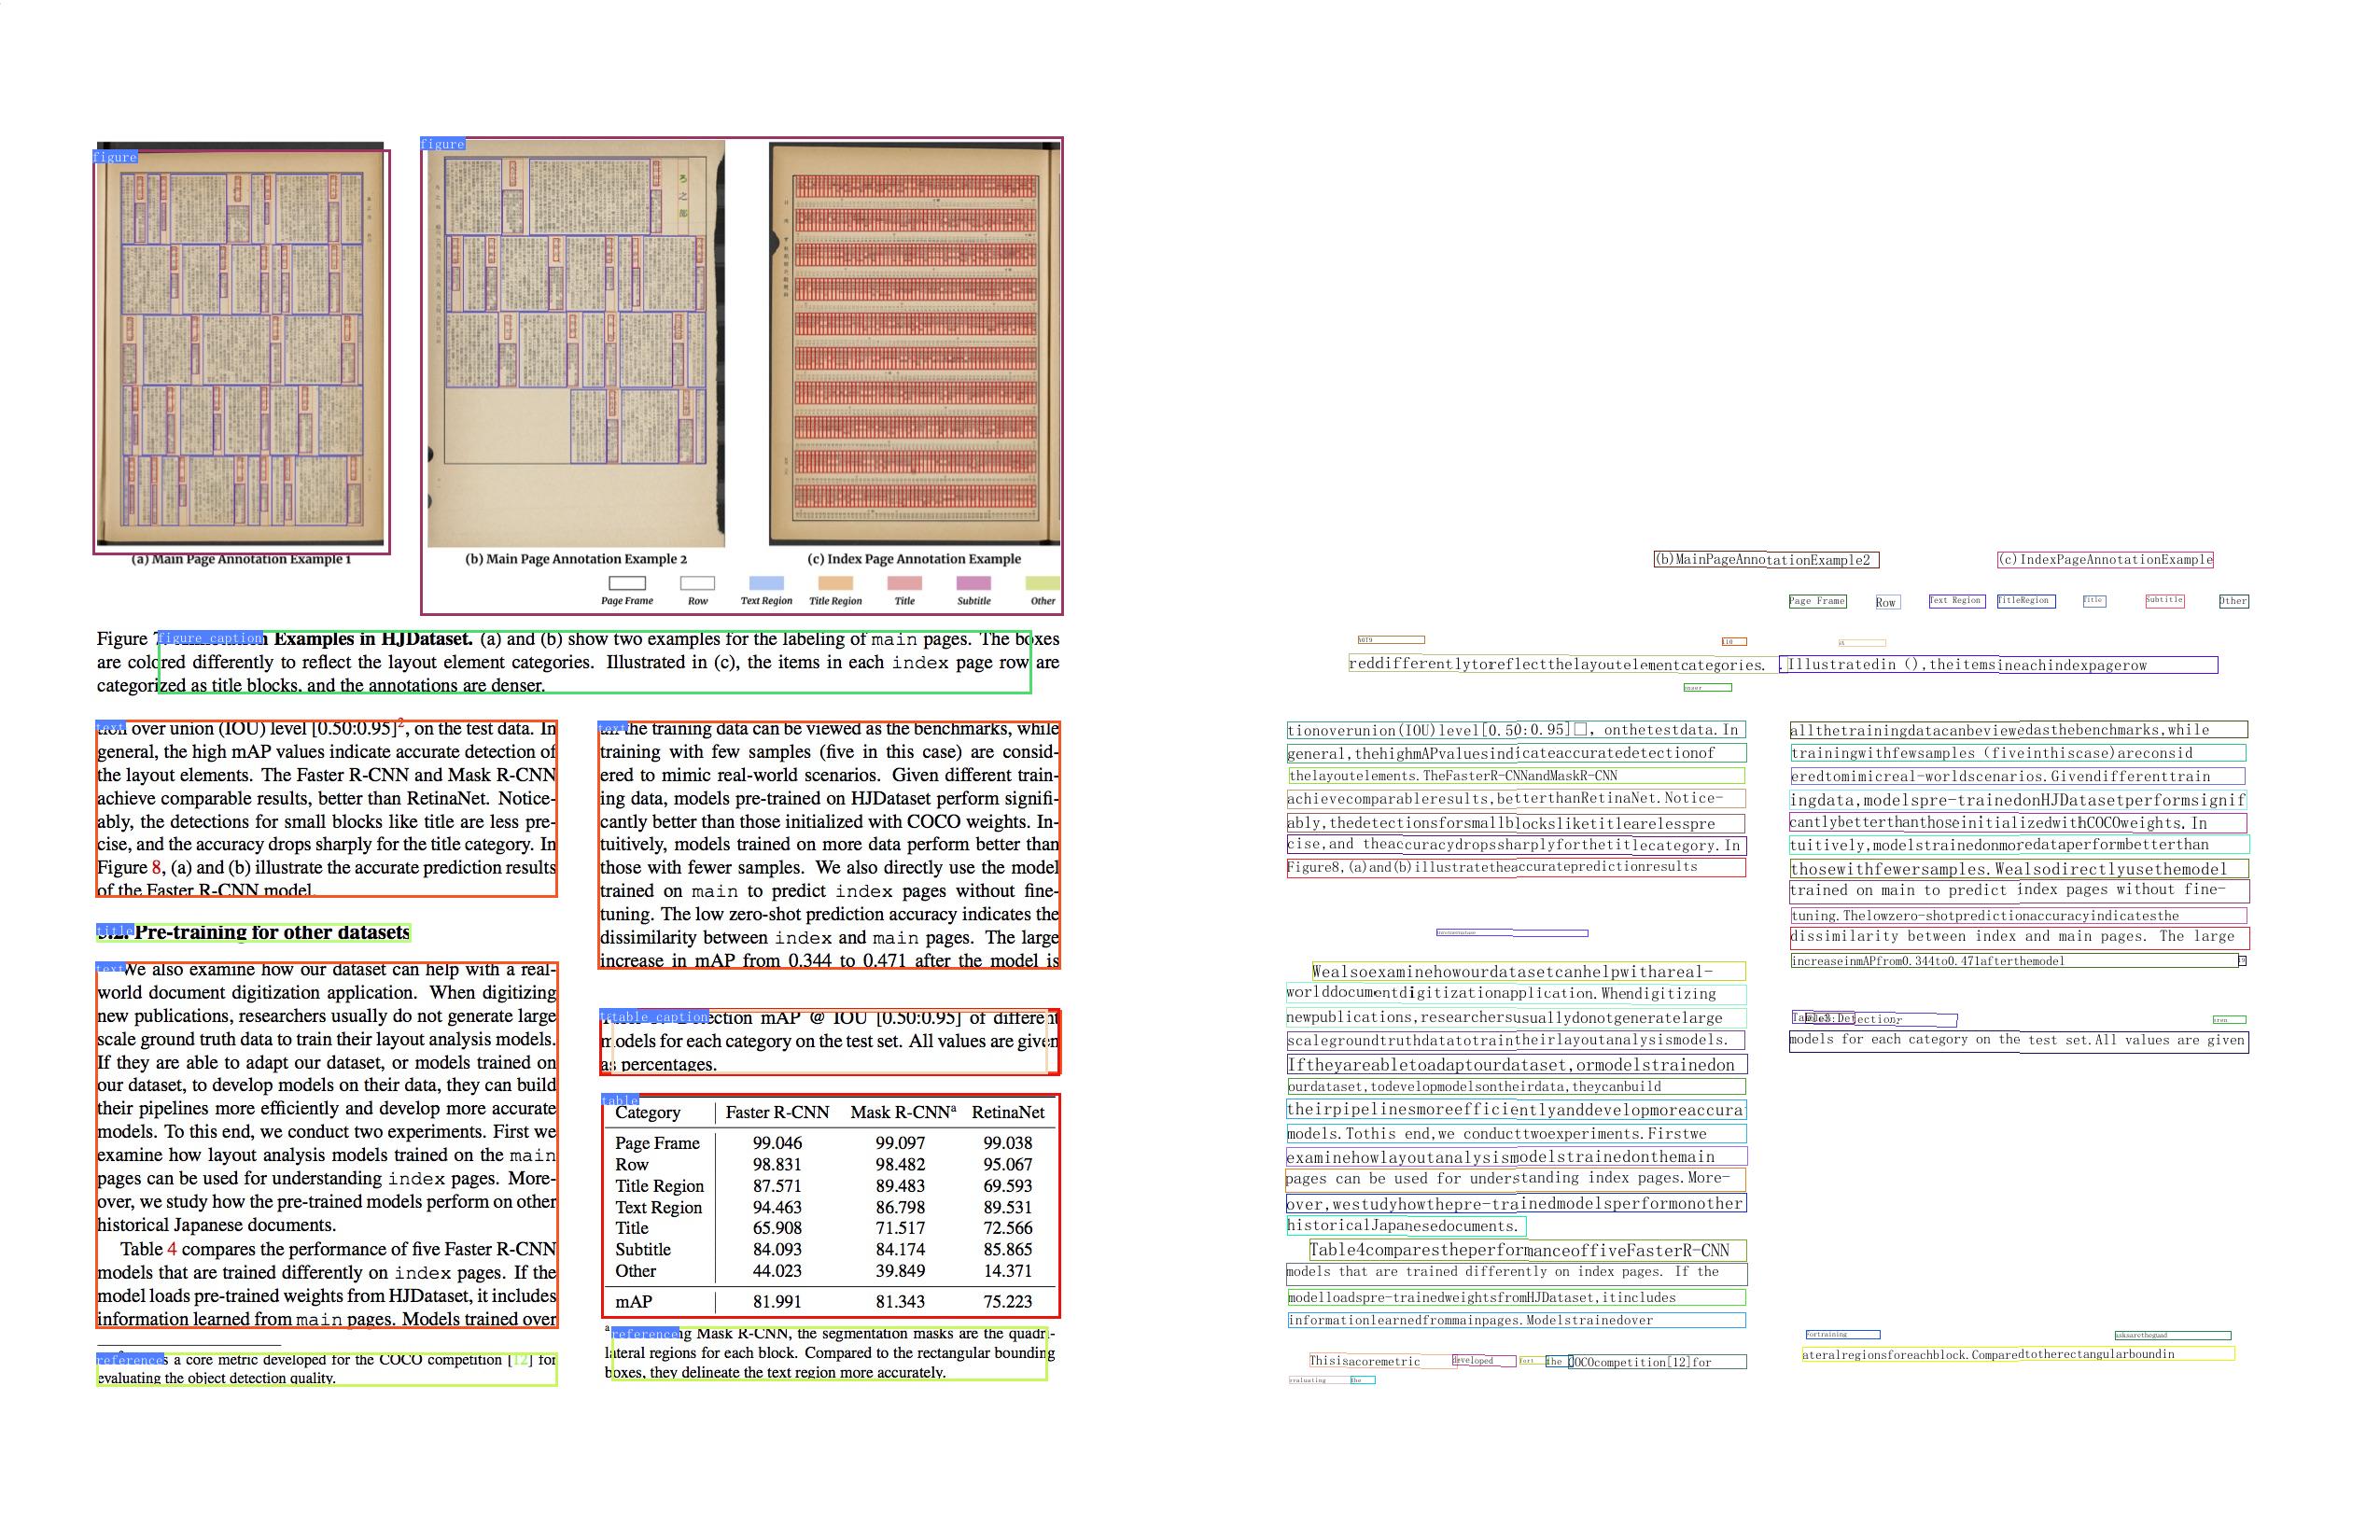 figure
figure
(a) Main Page Annotation Example 1
(b) Main Page Annotation Example 2
(c) Index Page Annotation Example
Page Frame
Row
Text Region
Title Region
Title
Subtitle
Other
figure_caption
Figure Examples in HJDataset. (a) and (b) show two examples for the labeling of main pages. The boxes
are colored differently to reflect the layout element categories. Illustrated in (c), the items in each index page row are
categorized as title blocks, and the annotations are denser.
text
over union (IOU) level [0.50:0.95]2, on the test data. In
general, the high mAP values indicate accurate detection of
the layout elements. The Faster R-CNN and Mask R-CNN
achieve comparable results, better than RetinaNet. Notice-
ably, the detections for small blocks like title are less pre-
cise, and the accuracy drops sharply for the title category. In
Figure 8, (a) and (b) illustrate the accurate prediction results
of the Faster R-CNN model.
title
Pre-training for other datasets
text
We also examine how our dataset can help with a real-
world document digitization application. When digitizing
new publications, researchers usually do not generate large
scale ground truth data to train their layout analysis models.
If they are able to adapt our dataset, or models trained on
our dataset, to develop models on their data, they can build
their pipelines more efficiently and develop more accurate
models. To this end, we conduct two experiments. First we
examine how layout analysis models trained on the main
pages can be used for understanding index pages. More-
over, we study how the pre-trained models perform on other
historical Japanese documents.
Table 4 compares the performance of five Faster R-CNN
models that are trained differently on index pages. If the
model loads pre-trained weights from HJDataset, it includes
information learned from main pages. Models trained over
reference
s a core metric developed for the COCO competition [12] for
evaluating the object detection quality.
text
the training data can be viewed as the benchmarks, while
training with few samples (five in this case) are consid-
ered to mimic real-world scenarios. Given different train-
ing data, models pre-trained on HJDataset perform signifi-
cantly better than those initialized with COCO weights. In-
tuitively, models trained on more data perform better than
those with fewer samples. We also directly use the model
trained on main to predict index pages without fine-
tuning. The low zero-shot prediction accuracy indicates the
dissimilarity between index and main pages. The large
increase in mAP from 0.344 to 0.471 after the model is
table_caption
ection mAP @ IOU [0.50:0.95] of different
models for each category on the test set. All values are given
as percentages.
table
Category Faster R-CNN Mask R-CNNa RetinaNet
Page Frame 99.046 99.097 99.038
Row 98.831 98.482 95.067
Title Region 87.571 89.483 69.593
Text Region 94.463 86.798 89.531
Title 65.908 71.517 72.566
Subtitle 84.093 84.174 85.865
Other 44.023 39.849 14.371
mAP 81.991 81.343 75.223
reference
a ng Mask R-CNN, the segmentation masks are the quadri-
lateral regions for each block. Compared to the rectangular bounding
boxes, they delineate the text region more accurately.
(b)MainPageAnnotationExample2
(c)IndexPageAnnotationExample
Page Frame
Row
Text Region
TitleRegion
Title
Subtitle
Other
reddifferentlytoreflectthelayoutelementcategories.
.Illustratedin (),theitemsineachindexpagerow
tionoverunion(IOU)level[0.50:0.95]□, onthetestdata.In
general,thehighmAPvaluesindicateaccuratedetectionof
thelayoutelements.TheFasterR-CNNandMaskR-CNN
achievecomparableresults,betterthanRetinaNet.Notice-
ably,thedetectionsforsmallblocksliketitlearelesspre
cise,and theaccuracydropssharplyforthetitlecategory.In
Figure8,(a)and(b)illustratetheaccuratepredictionresults
Wealsoexaminehowourdatasetcanhelpwithareal-
worlddocumentdigitizationapplication.Whendigitizing
newpublications,researchersusuallydonotgeneratelarge
scalegroundtruthdatatotraintheirlayoutanalysismodels.
Iftheyareabletoadaptourdataset,ormodelstrainedon
ourdataset,todevelopmodelsontheirdata,theycanbuild
theirpipelinesmoreefficientlyanddevelopmoreaccura
models.Tothis end,we conducttwoexperiments.Firstwe
examinehowlayoutanalysismodelstrainedonthemain
pages can be used for understanding index pages.More-
over,westudyhowthepre-trainedmodelsperformonother
historicalJapanesedocuments.
Table4comparestheperformanceoffiveFasterR-CNN
models that are trained differently on index pages. If the
modelloadspre-trainedweightsfromHJDataset,itincludes
informationlearnedfrommainpages.Modelstrainedover
Thisisacoremetric
developed
the
COCOcompetition[12]for
evaluating
the
allthetrainingdatacanbeviewedasthebenchmarks,while
trainingwithfewsamples (fiveinthiscase)areconsid
eredtomimicreal-worldscenarios.Givendifferenttrain
ingdata,modelspre-trainedonHJDatasetperformsignif
cantlybetterthanthoseinitializedwithCOCOweights. In
tuitively,modelstrainedonmoredataperformbetterthan
thosewithfewersamples.Wealsodirectlyusethemodel
trained on main to predict index pages without fine-
tuning.Thelowzero-shotpredictionaccuracyindicatesthe
dissimilarity between index and main pages. The large
increaseinmAPfrom0.344to0.471afterthemodel
models for each category on the test set.All values are given
Fortraining
ateralregionsforeachblock.Comparedtotherectangularboundin